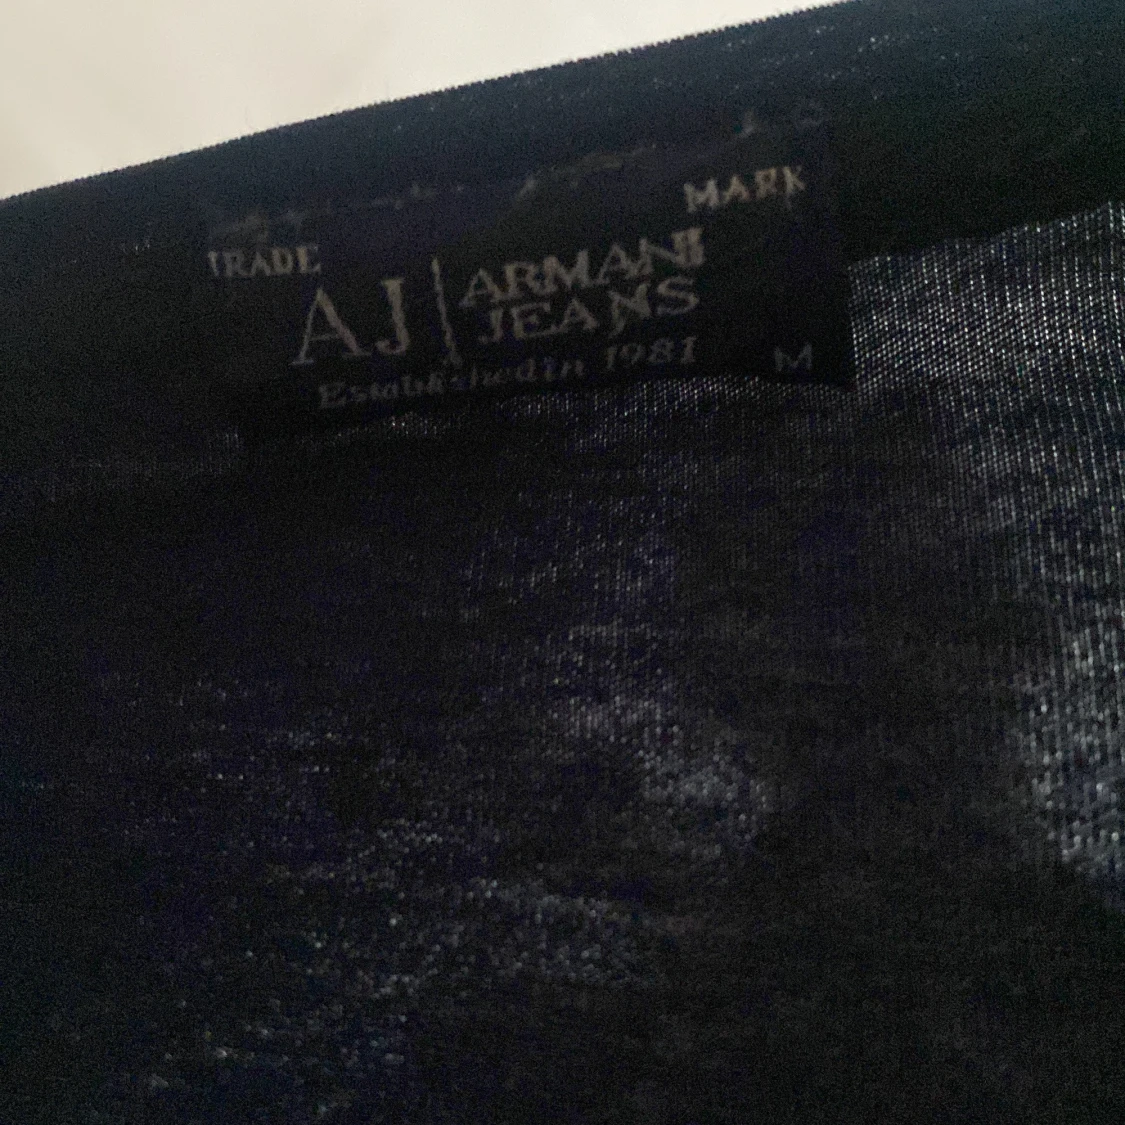 TRADE MARK
AJ | ARMANI
JEANS
Established in 1981
M